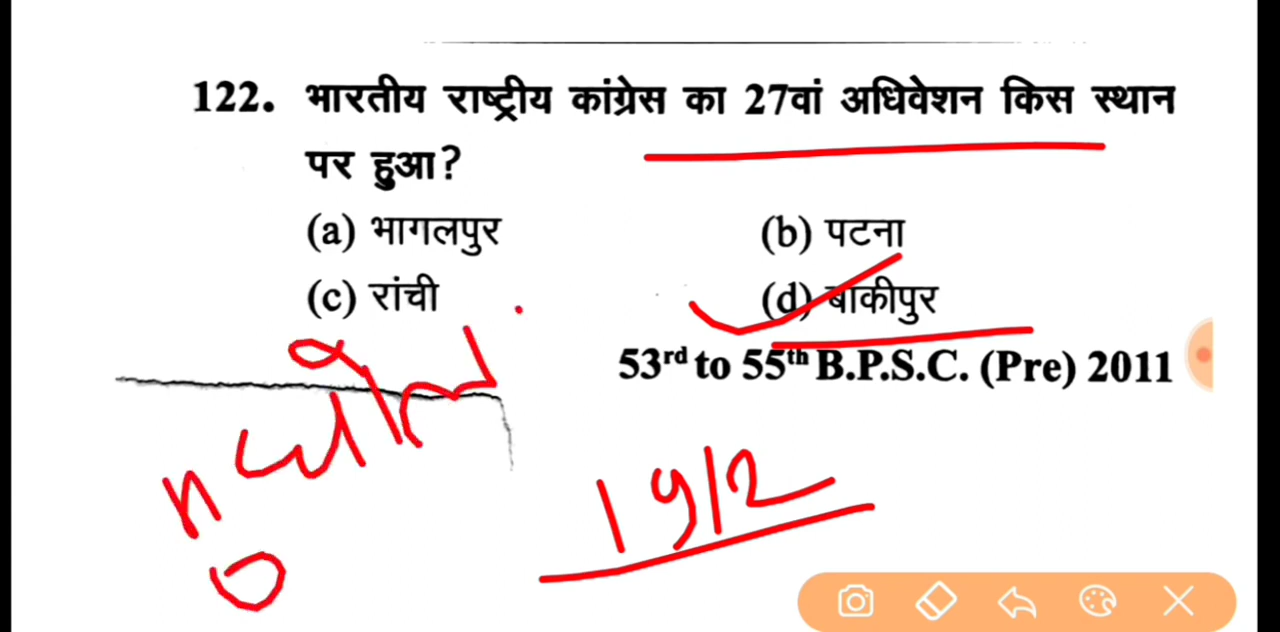 122. भारतीय राष्ट्रीय कांग्रेस का 27वां अधिवेशन किस स्थान
पर हुआ?
(a) भागलपुर (b) पटना
(c) रांची (d) बांकीपुर
53rd to 55th B.P.S.C. (Pre) 2011
1912